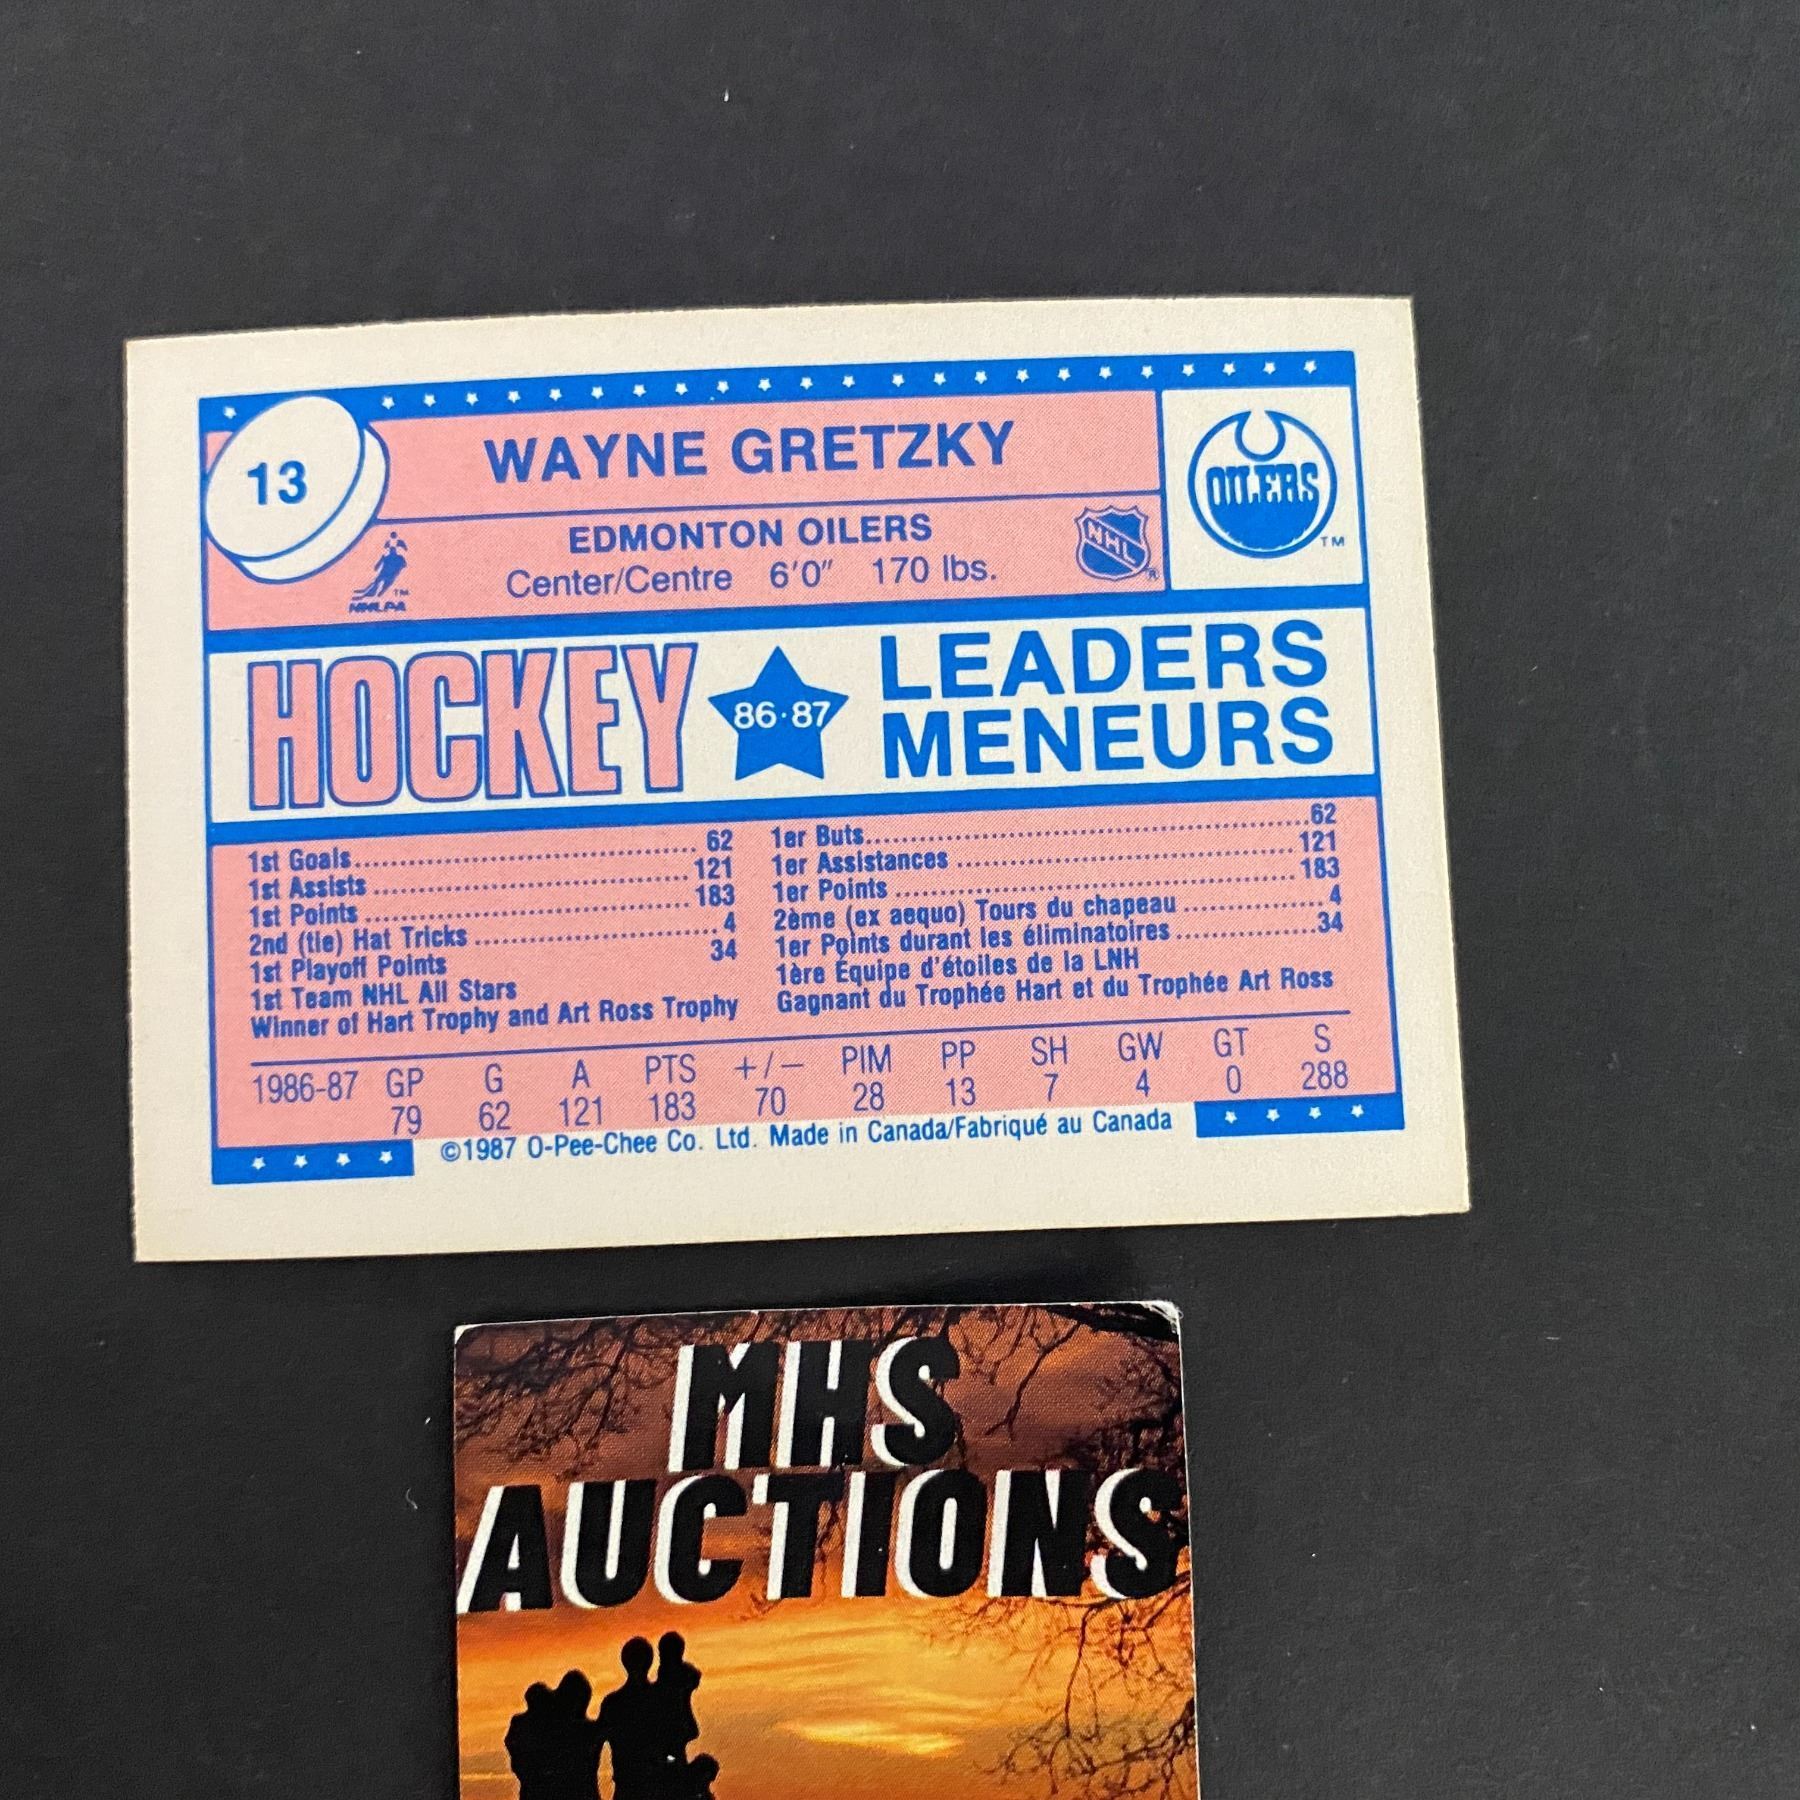 13
WAYNE GRETZKY
OILERS
TM
EDMONTON OILERS
Center/Centre 6'0" 170 lbs.
NHL
®
TM
NHLPA
HOCKEY
86·87
LEADERS
MENEURS
1st Goals.................................................. 62
1st Assists ............................................... 121
1st Points ................................................ 183
2nd (tie) Hat Tricks ................................... 4
1st Playoff Points 34
1st Team NHL All Stars
Winner of Hart Trophy and Art Ross Trophy
1er Buts.............................................................62
1er Assistances ................................................121
1er Points .........................................................183
2ème (ex aequo) Tours du chapeau ....................4
1er Points durant les éliminatoires ...................34
1ère Équipe d'étoiles de la LNH
Gagnant du Trophée Hart et du Trophée Art Ross
1986-87 GP G A PTS +/− PIM PP SH GW GT S
79 62 121 183 70 28 13 7 4 0 288
©1987 O-Pee-Chee Co. Ltd. Made in Canada/Fabriqué au Canada
MHS
AUCTIONS